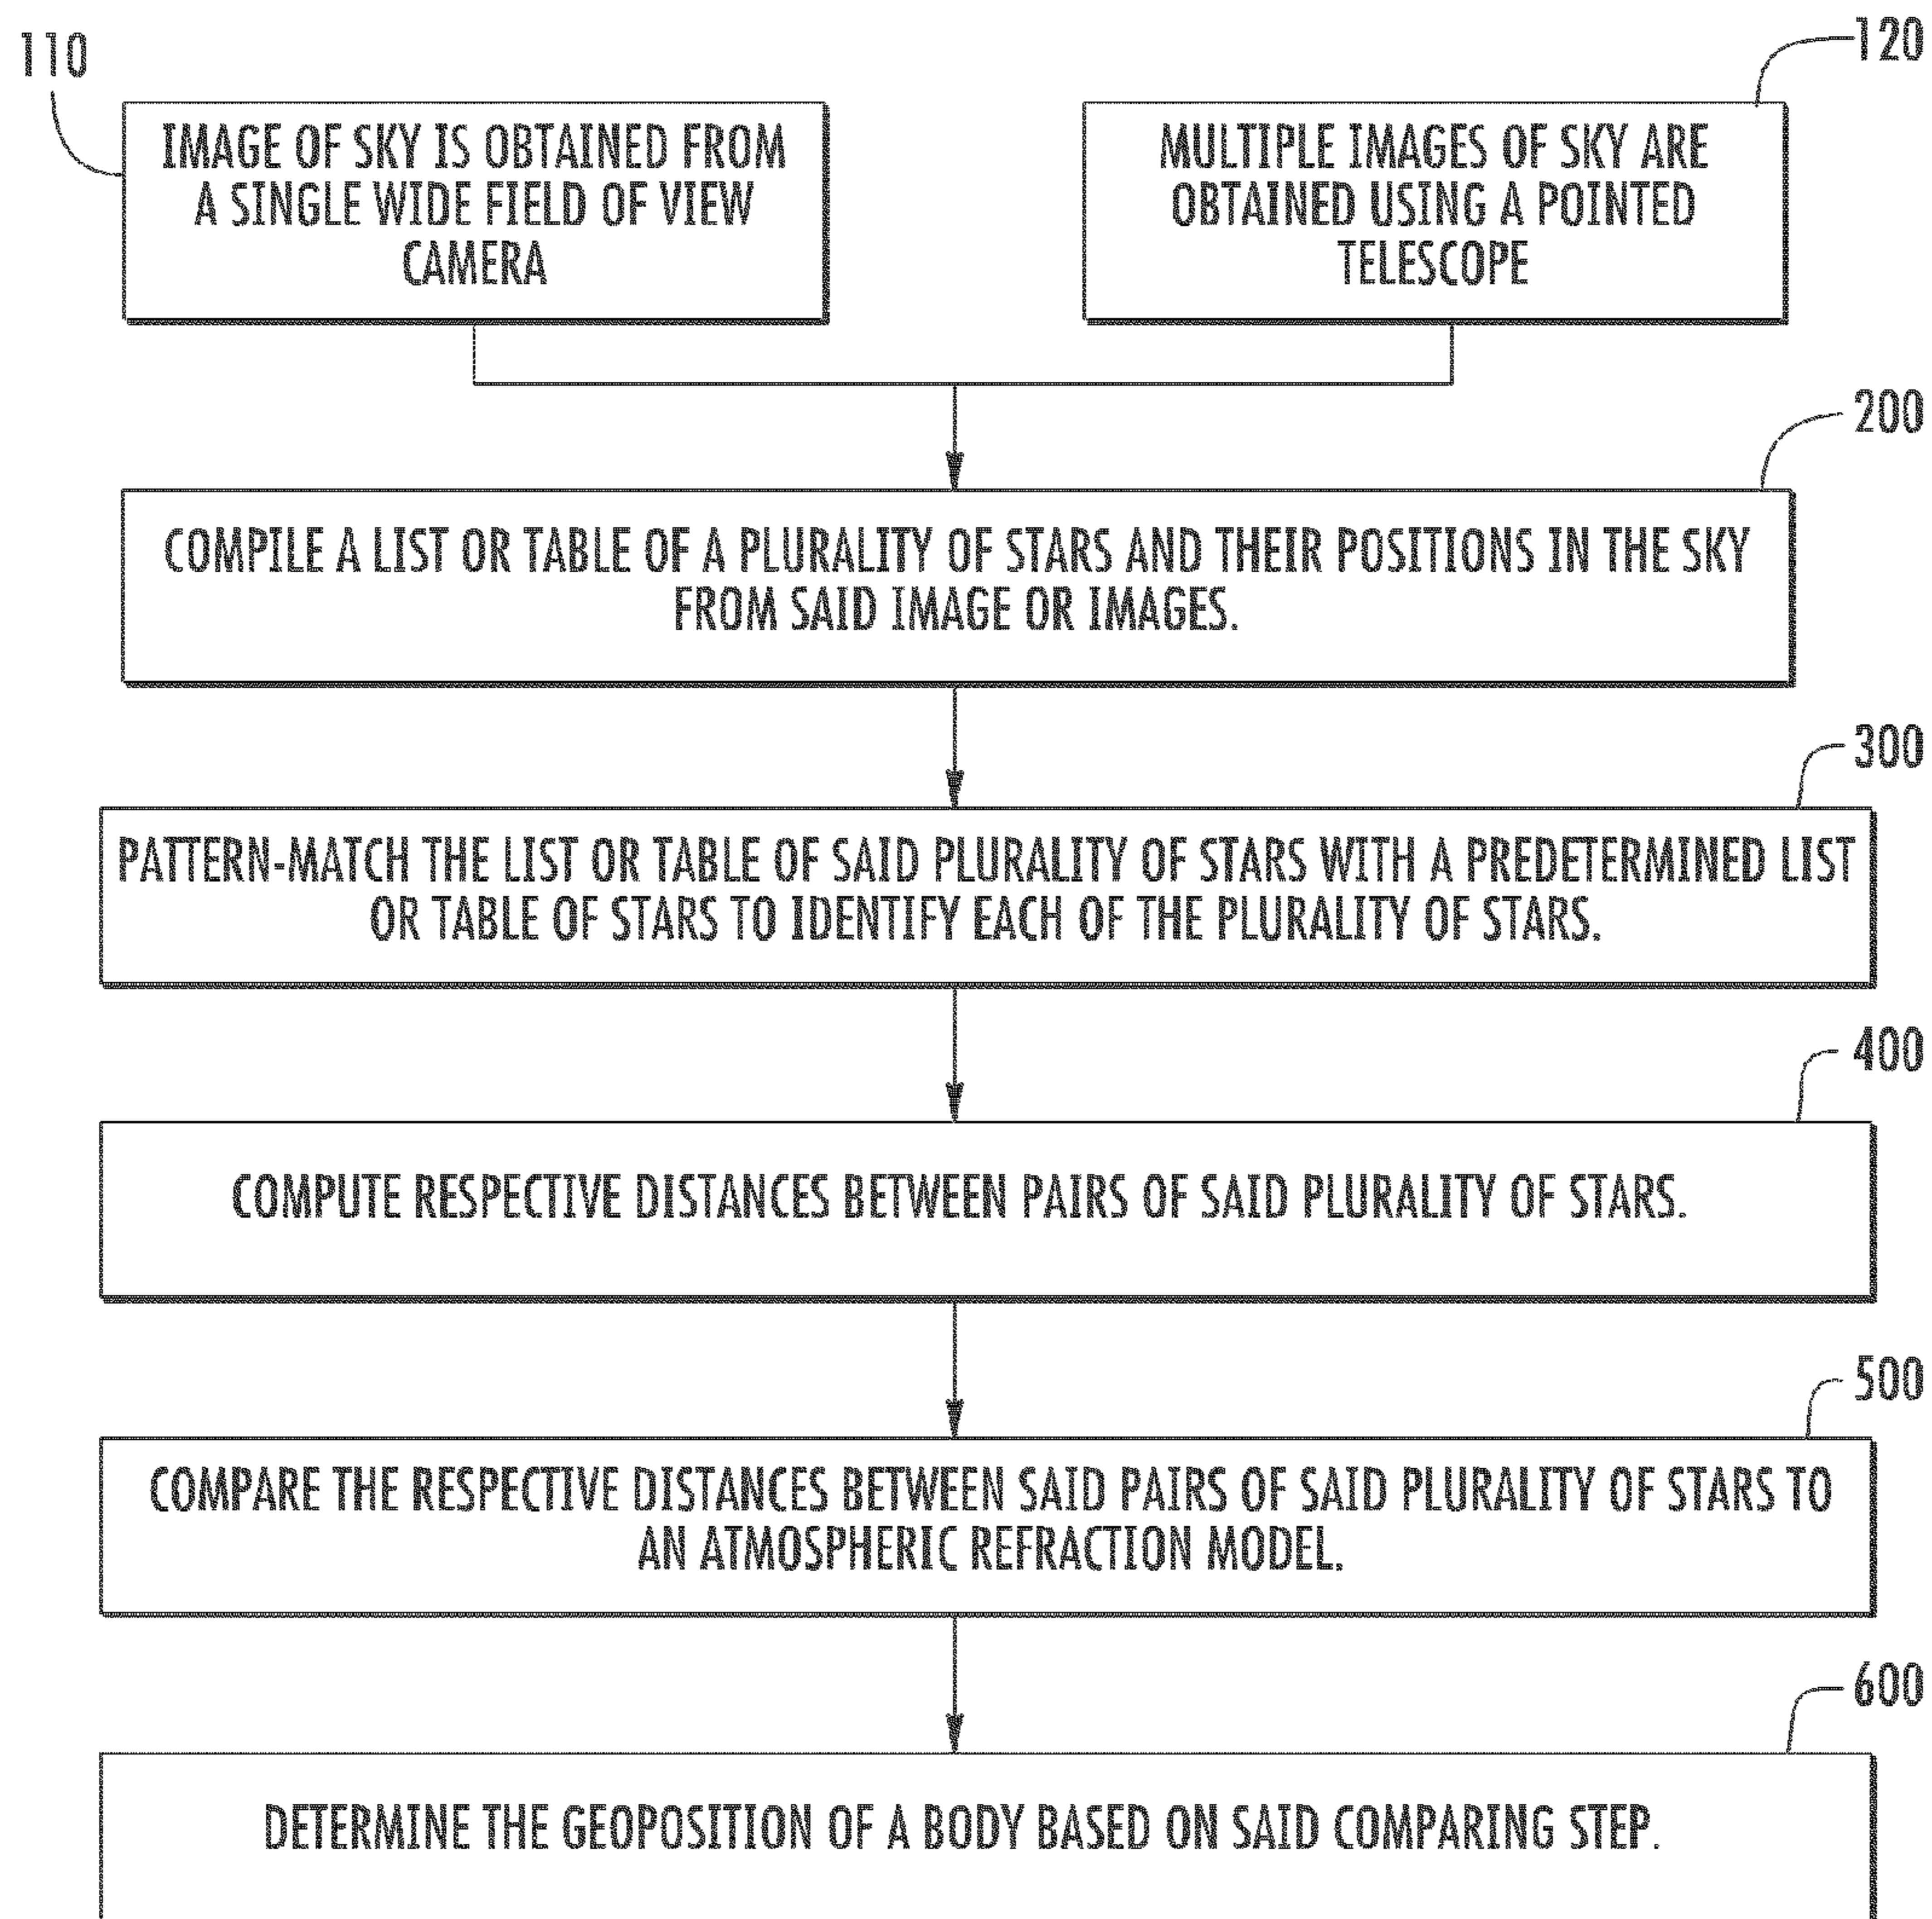 110
120
IMAGE OF SKY IS OBTAINED FROM
A SINGLE WIDE FIELD OF VIEW
CAMERA
MULTIPLE IMAGES OF SKY ARE
OBTAINED USING A POINTED
TELESCOPE
200
COMPILE A LIST OR TABLE OF A PLURALITY OF STARS AND THEIR POSITIONS IN THE SKY
FROM SAID IMAGE OR IMAGES.
300
PATTERN-MATCH THE LIST OR TABLE OF SAID PLURALITY OF STARS WITH A PREDETERMINED LIST
OR TABLE OF STARS TO IDENTIFY EACH OF THE PLURALITY OF STARS.
400
COMPUTE RESPECTIVE DISTANCES BETWEEN PAIRS OF SAID PLURALITY OF STARS.
500
COMPARE THE RESPECTIVE DISTANCES BETWEEN SAID PAIRS OF SAID PLURALITY OF STARS TO
AN ATMOSPHERIC REFRACTION MODEL.
600
DETERMINE THE GEOPOSITION OF A BODY BASED ON SAID COMPARING STEP.